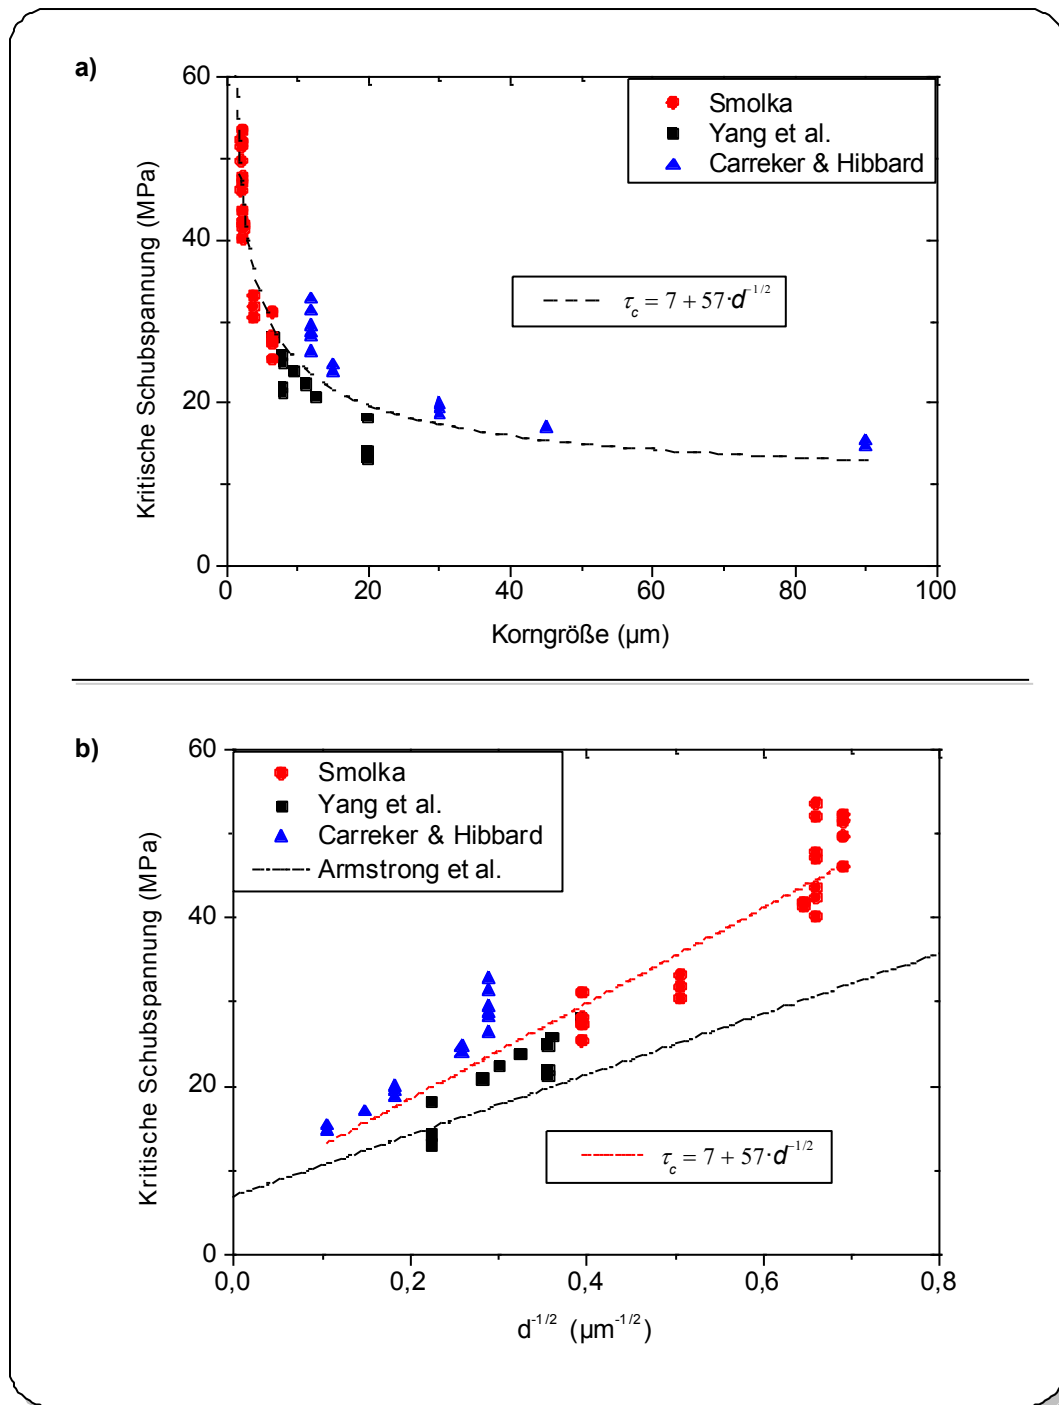 a)
60
40
20
0
Kritische Schubspannung (MPa)
Smolka
Yang et al.
Carreker & Hibbard
τc = 7 + 57·d^-1/2
0 20 40 60 80 100
Korngröße (µm)
b)
60
40
20
0
Kritische Schubspannung (MPa)
Smolka
Yang et al.
Carreker & Hibbard
Armstrong et al.
τc = 7 + 57·d^-1/2
0,0 0,2 0,4 0,6 0,8
d^-1/2 (µm^-1/2)